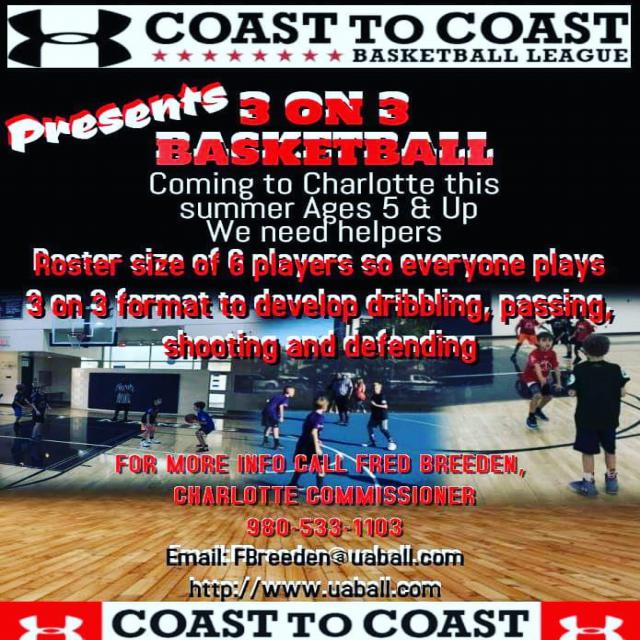 COAST TO COAST
BASKETBALL LEAGUE
Presents
3 ON 3
BASKETBALL
Coming to Charlotte this
summer Ages 5 & Up
We need helpers
Roster size of 6 players so everyone plays
3 on 3 format to develop dribbling, passing,
shooting and defending
FOR MORE INFO CALL FRED BREEDEN,
CHARLOTTE COMMISSIONER
980-533-1103
Email: FBreeden@uaball.com
http://www.uaball.com
COAST TO COAST